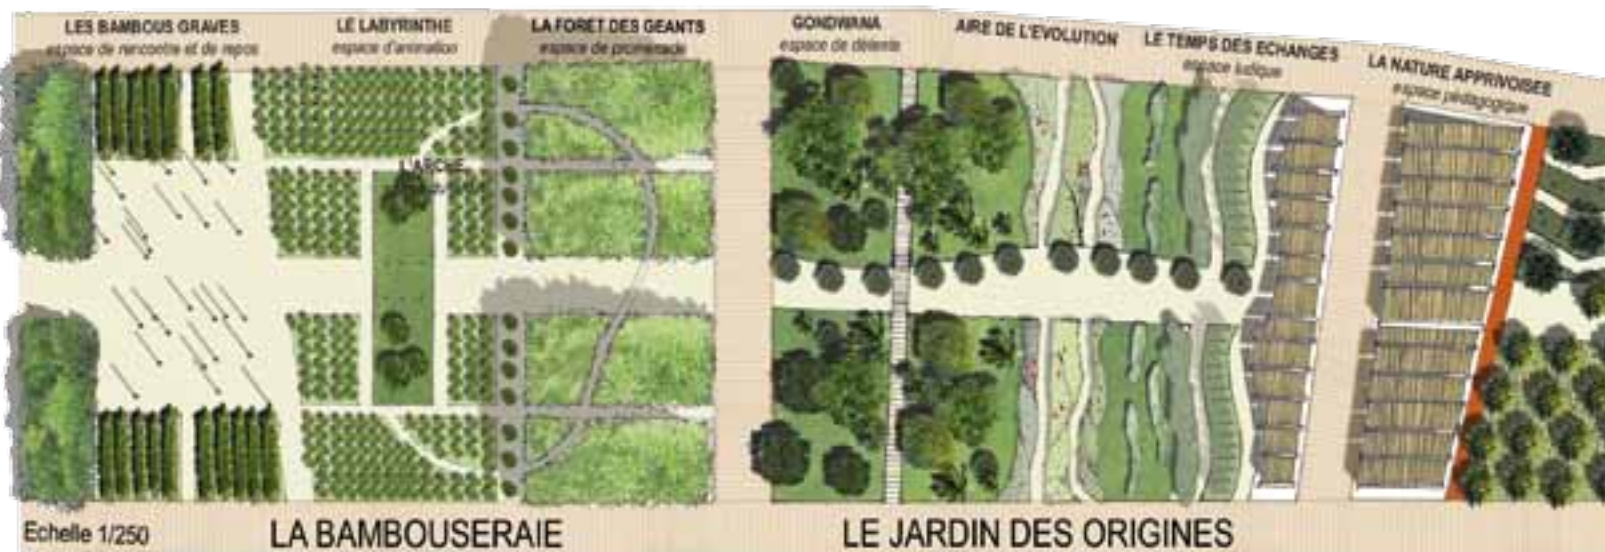 LES BAMBOUS GRAVES
espace de rencontre et de repos
LE LABYRINTHE
espace d'animation
LA FORET DES GEANTS
espace de promenade
GONDWANA
espace de détente
AIRE DE L'EVOLUTION
LE TEMPS DES ECHANGES
espace ludique
LA NATURE APPRIVOISEE
espace pédagogique
L'ARCHE
Echelle 1/250
LA BAMBOUSERAIE
LE JARDIN DES ORIGINES